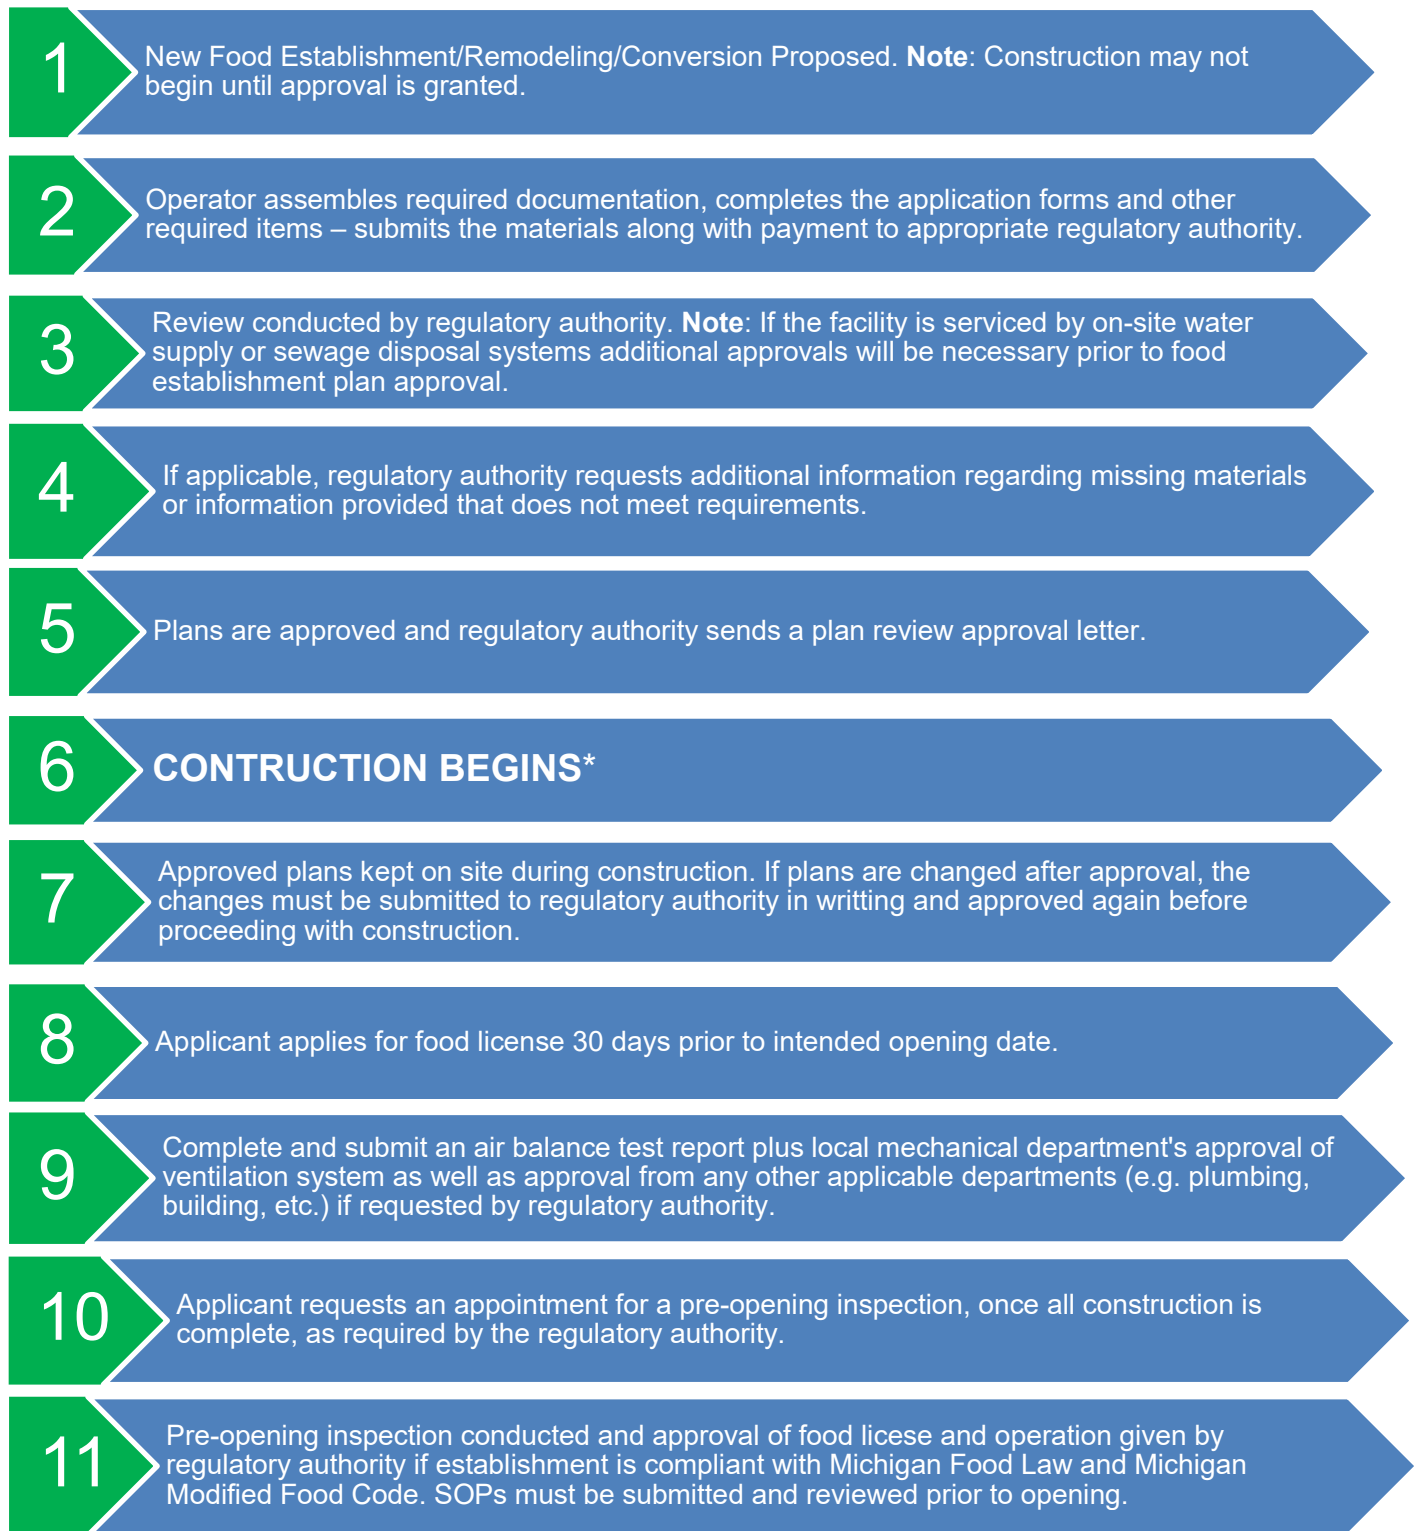 1
New Food Establishment/Remodeling/Conversion Proposed. Note: Construction may not
begin until approval is granted.
2
Operator assembles required documentation, completes the application forms and other
required items – submits the materials along with payment to appropriate regulatory authority.
3
Review conducted by regulatory authority. Note: If the facility is serviced by on-site water
supply or sewage disposal systems additional approvals will be necessary prior to food
establishment plan approval.
4
If applicable, regulatory authority requests additional information regarding missing materials
or information provided that does not meet requirements.
5
Plans are approved and regulatory authority sends a plan review approval letter.
6
CONTRUCTION BEGINS*
7
Approved plans kept on site during construction. If plans are changed after approval, the
changes must be submitted to regulatory authority in writting and approved again before
proceeding with construction.
8
Applicant applies for food license 30 days prior to intended opening date.
9
Complete and submit an air balance test report plus local mechanical department's approval of
ventilation system as well as approval from any other applicable departments (e.g. plumbing,
building, etc.) if requested by regulatory authority.
10
Applicant requests an appointment for a pre-opening inspection, once all construction is
complete, as required by the regulatory authority.
11
Pre-opening inspection conducted and approval of food licese and operation given by
regulatory authority if establishment is compliant with Michigan Food Law and Michigan
Modified Food Code. SOPs must be submitted and reviewed prior to opening.